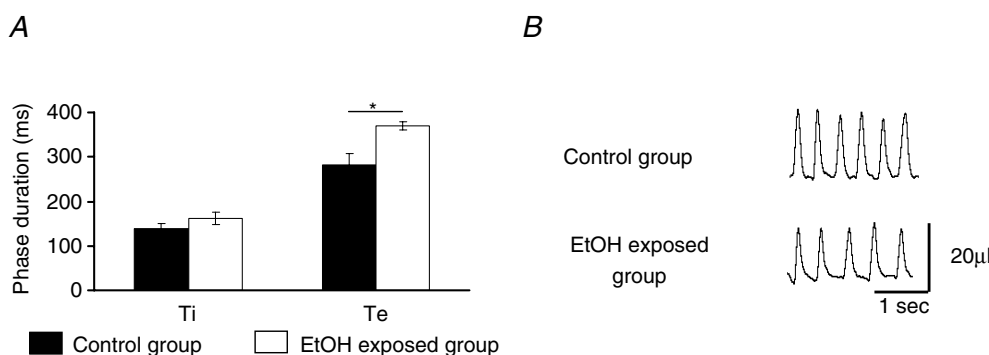 A
B
Phase duration (ms)
400
300
200
100
0
*
Ti
Te
Control group
EtOH exposed group
Control group
EtOH exposed
group
20µl
1 sec